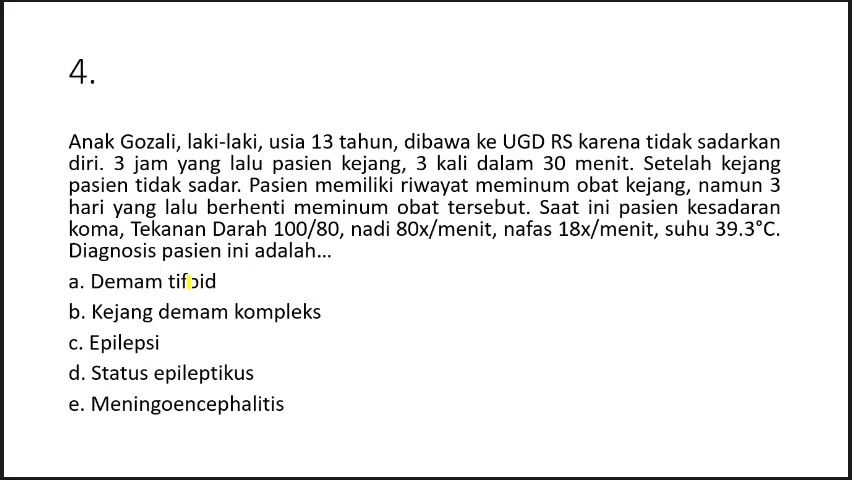 4.
Anak Gozali, laki-laki, usia 13 tahun, dibawa ke UGD RS karena tidak sadarkan
diri. 3 jam yang lalu pasien kejang, 3 kali dalam 30 menit. Setelah kejang
pasien tidak sadar. Pasien memiliki riwayat meminum obat kejang, namun 3
hari yang lalu berhenti meminum obat tersebut. Saat ini pasien kesadaran
koma, Tekanan Darah 100/80, nadi 80x/menit, nafas 18x/menit, suhu 39.3°C.
Diagnosis pasien ini adalah...
a. Demam tifoid
b. Kejang demam kompleks
c. Epilepsi
d. Status epileptikus
e. Meningoencephalitis